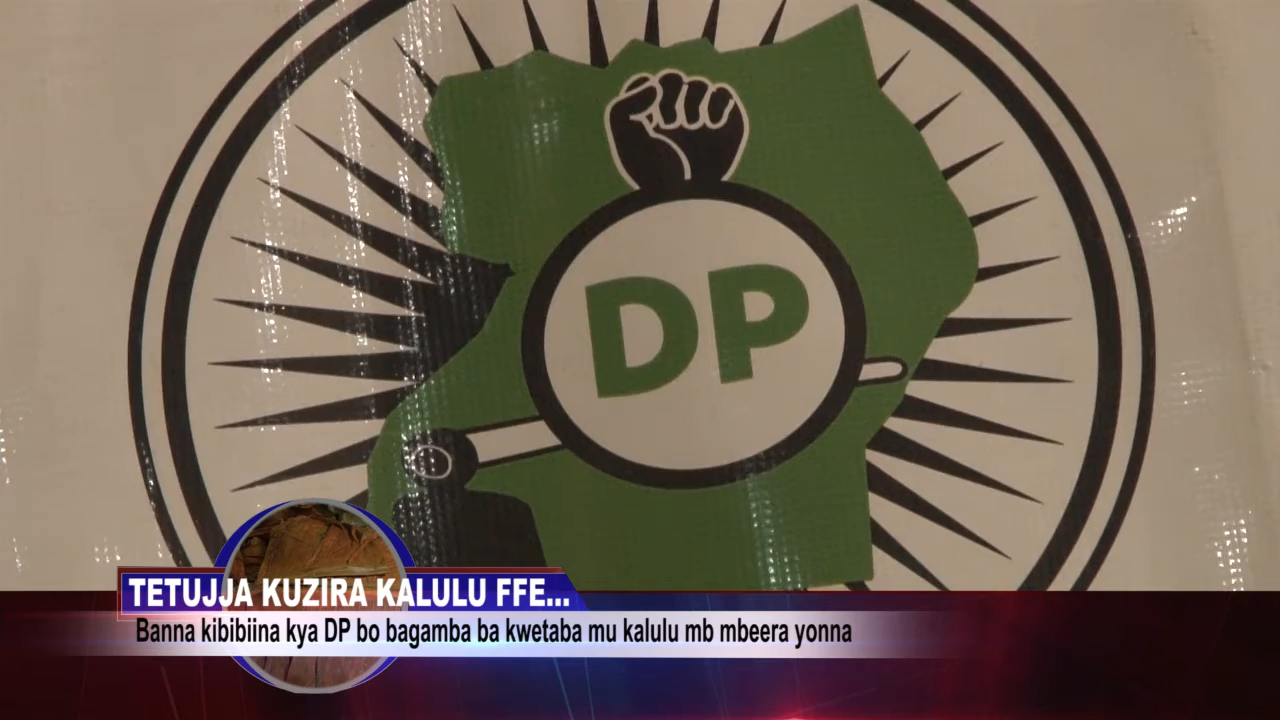 DP
TETUJJA KUZIRA KALULU FFE...
Banna kibibiina kya DP bo bagamba ba kwetaba mu kalulu mb mbeera yonna